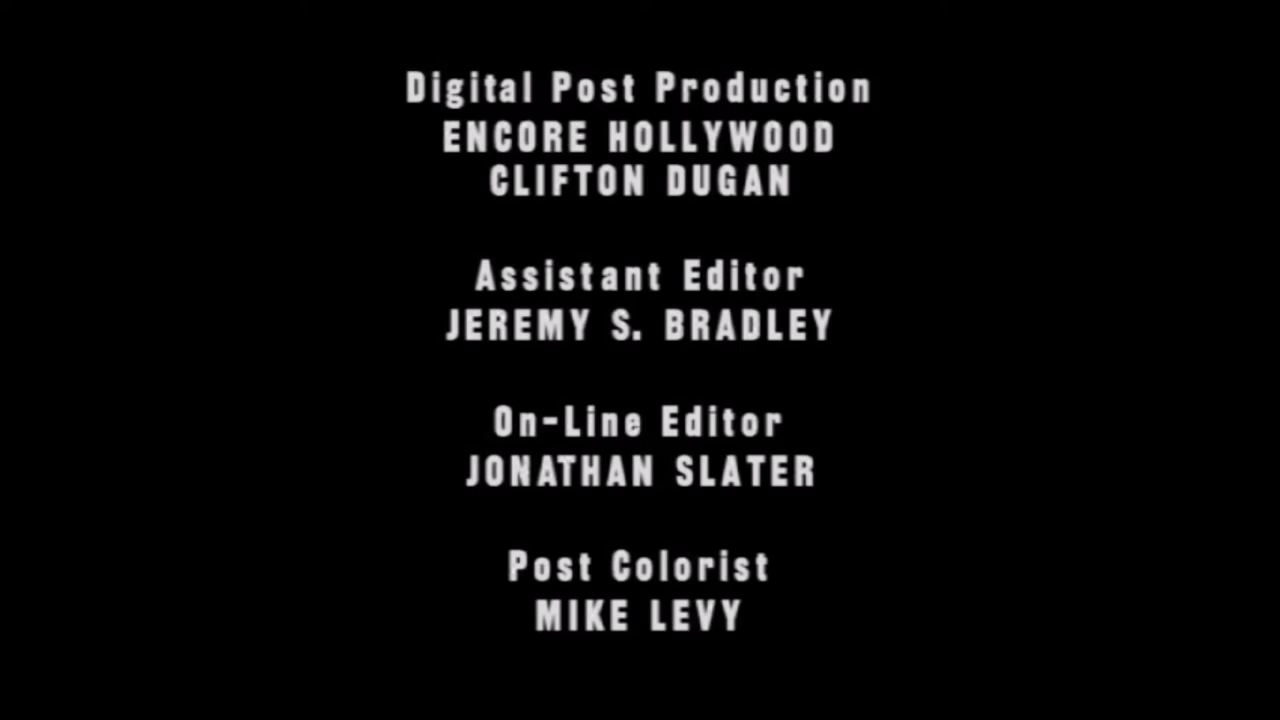 Digital Post Production
ENCORE HOLLYWOOD
CLIFTON DUGAN
Assistant Editor
JEREMY S. BRADLEY
On-Line Editor
JONATHAN SLATER
Post Colorist
MIKE LEVY